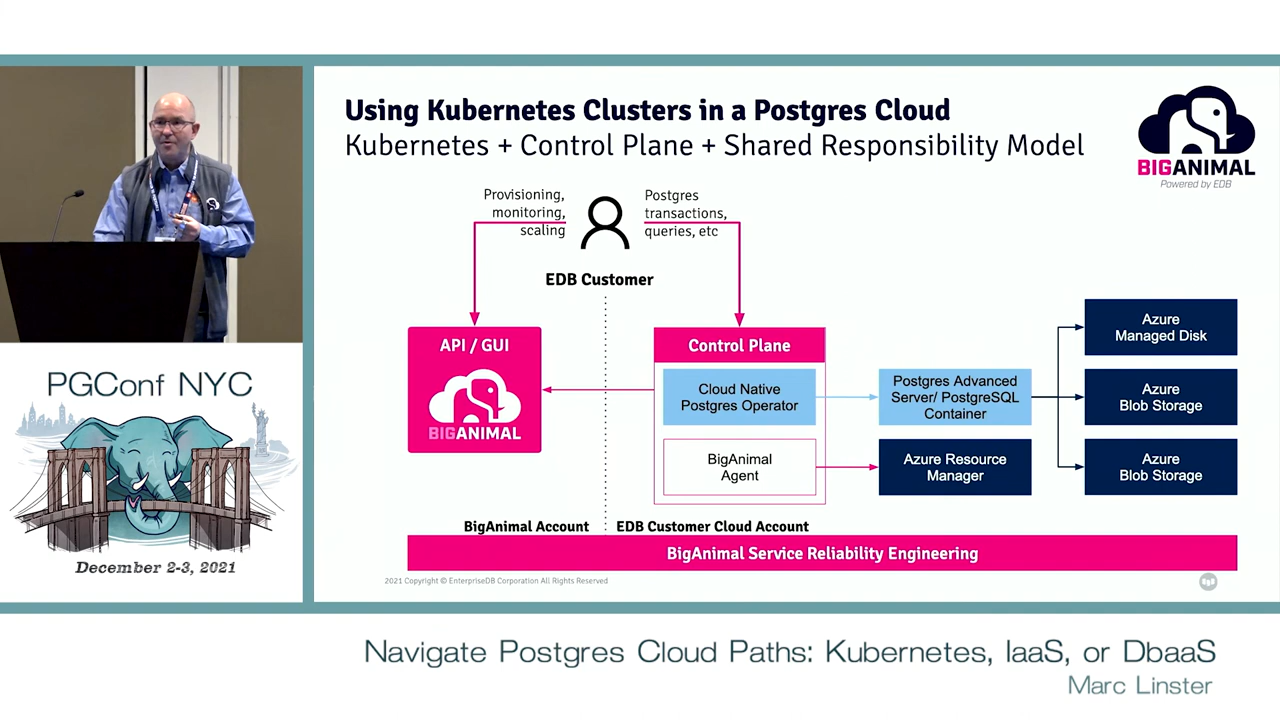 Using Kubernetes Clusters in a Postgres Cloud
Kubernetes + Control Plane + Shared Responsibility Model
BIGANIMAL
Powered by EDB
Provisioning,
monitoring,
scaling
Postgres
transactions,
queries, etc
EDB Customer
API / GUI
BIGANIMAL
Control Plane
Cloud Native
Postgres Operator
BigAnimal
Agent
Postgres Advanced
Server/ PostgreSQL
Container
Azure Resource
Manager
Azure
Managed Disk
Azure
Blob Storage
Azure
Blob Storage
BigAnimal Account
EDB Customer Cloud Account
BigAnimal Service Reliability Engineering
2021 Copyright © EnterpriseDB Corporation All Rights Reserved
PGConf NYC
December 2-3, 2021
Navigate Postgres Cloud Paths: Kubernetes, IaaS, or DbaaS
Marc Linster